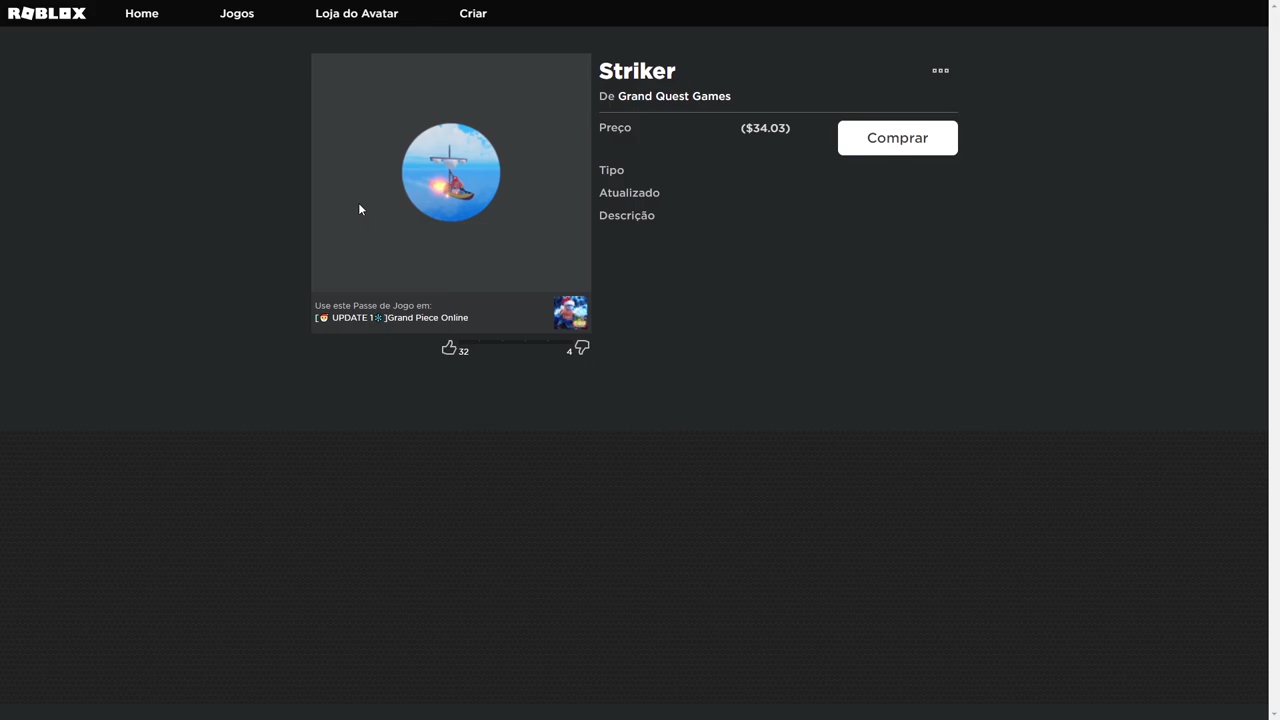 ROBLOX Home Jogos Loja do Avatar Criar
Striker
De Grand Quest Games
Preço ($34.03) Comprar
Tipo
Atualizado
Descrição
Use este Passe de Jogo em:
[🎅 UPDATE 1❄]Grand Piece Online
32 4